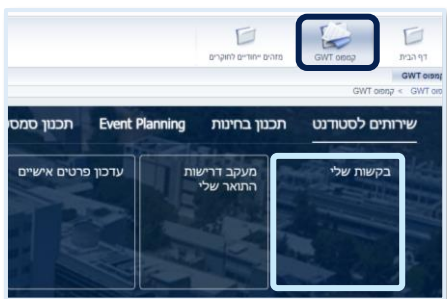 דף הבית
קמפוס GWT
מזהים ייחודיים לחוקרים
קמפוס GWT
GWT > קמפוס GWT
שירותים לסטודנט
תכנון בחינות
Event Planning
תכנון סמס
בקשות שלי
מעקב דרישות
התואר שלי
עדכון פרטים אישיים